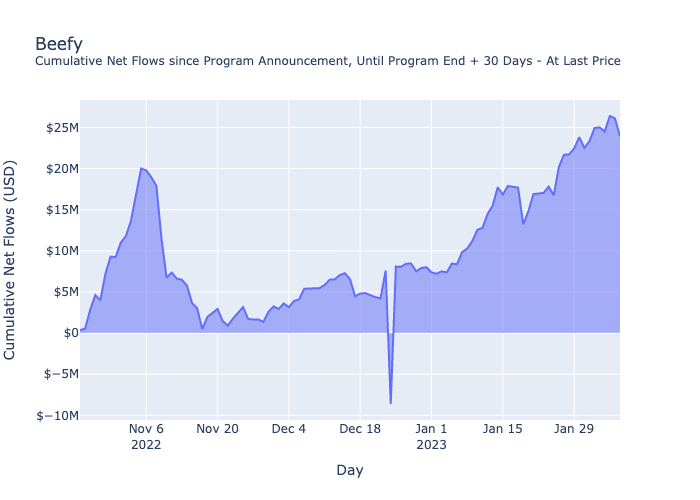 Beefy
Cumulative Net Flows since Program Announcement, Until Program End + 30 Days - At Last Price
Cumulative Net Flows (USD)
$25M
$20M
$15M
$10M
$5M
$0
$−5M
$−10M
Nov 6 Nov 20 Dec 4 Dec 18 Jan 1 Jan 15 Jan 29
2022 2023
Day